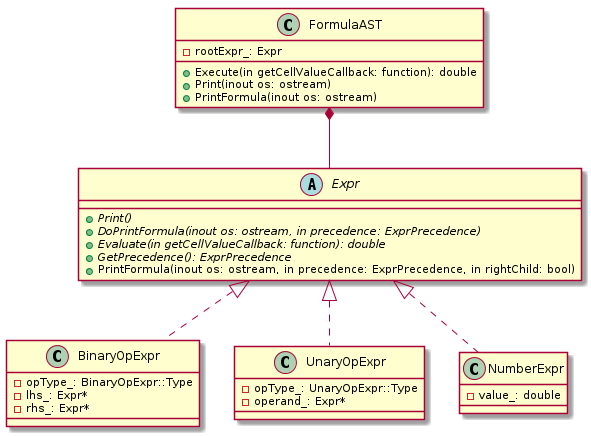 C FormulaAST
rootExpr_: Expr
Execute(in getCellValueCallback: function): double
Print(inout os: ostream)
PrintFormula(inout os: ostream)
A Expr
Print()
DoPrintFormula(inout os: ostream, in precedence: ExprPrecedence)
Evaluate(in getCellValueCallback: function): double
GetPrecedence(): ExprPrecedence
PrintFormula(inout os: ostream, in precedence: ExprPrecedence, in rightChild: bool)
C BinaryOpExpr
opType_: BinaryOpExpr::Type
lhs_: Expr*
rhs_: Expr*
C UnaryOpExpr
opType_: UnaryOpExpr::Type
operand_: Expr*
C NumberExpr
value_: double